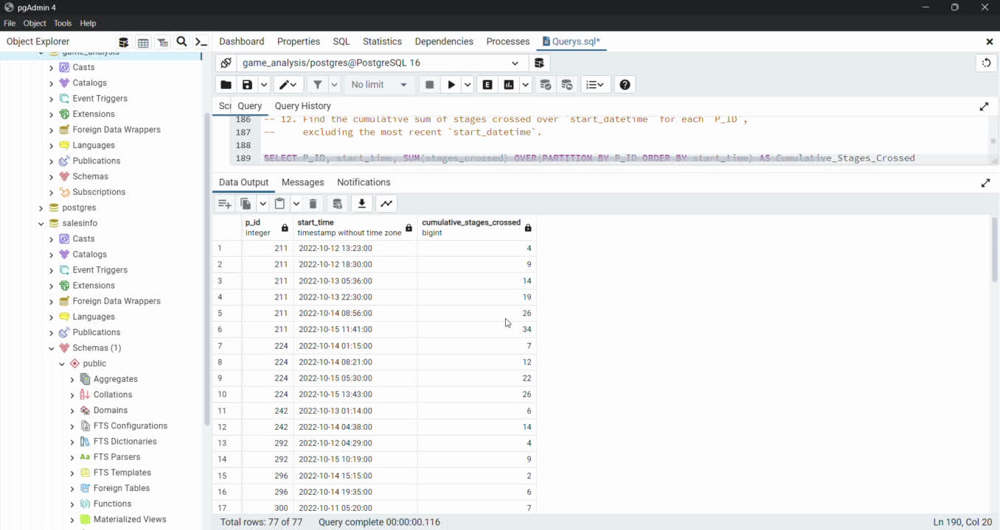 pgAdmin 4
File Object Tools Help
Object Explorer
Dashboard Properties SQL Statistics Dependencies Processes Querys.sql*
game_analysis
Casts
Catalogs
Event Triggers
Extensions
Foreign Data Wrappers
Languages
Publications
Schemas
Subscriptions
postgres
salesinfo
Casts
Catalogs
Event Triggers
Extensions
Foreign Data Wrappers
Languages
Publications
Schemas (1)
public
Aggregates
Collations
Domains
FTS Configurations
FTS Dictionaries
Aa FTS Parsers
FTS Templates
Foreign Tables
Functions
Materialized Views
game_analysis/postgres@PostgreSQL 16
No limit
E
Scr Query Query History
186 -- 12. Find the cumulative sum of stages crossed over `start_datetime` for each `P_ID`,
187 -- excluding the most recent `start_datetime`.
188
189 SELECT P_ID, start_time, SUM(stages_crossed) OVER(PARTITION BY P_ID ORDER BY start_time) AS Cumulative_Stages_Crossed
Data Output Messages Notifications
p_id start_time cumulative_stages_crossed
integer timestamp without time zone bigint
1 211 2022-10-12 13:23:00 4
2 211 2022-10-12 18:30:00 9
3 211 2022-10-13 05:36:00 14
4 211 2022-10-13 22:30:00 19
5 211 2022-10-14 08:56:00 26
6 211 2022-10-15 11:41:00 34
7 224 2022-10-14 01:15:00 7
8 224 2022-10-14 08:21:00 12
9 224 2022-10-15 05:30:00 22
10 224 2022-10-15 13:43:00 26
11 242 2022-10-13 01:14:00 6
12 242 2022-10-14 04:38:00 14
13 292 2022-10-12 04:29:00 4
14 292 2022-10-15 10:19:00 9
15 296 2022-10-14 15:15:00 2
16 296 2022-10-14 19:35:00 6
17 300 2022-10-11 05:20:00 7
Total rows: 77 of 77 Query complete 00:00:00.116 Ln 190, Col 20